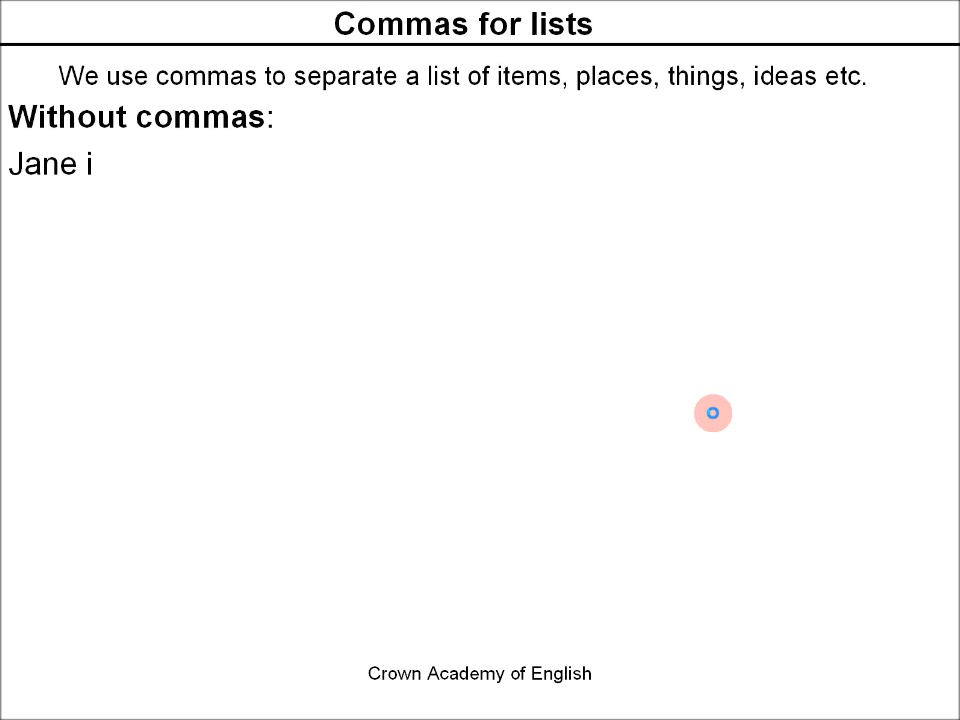 Commas for lists
We use commas to separate a list of items, places, things, ideas etc.
Without commas:
Jane i
Crown Academy of English